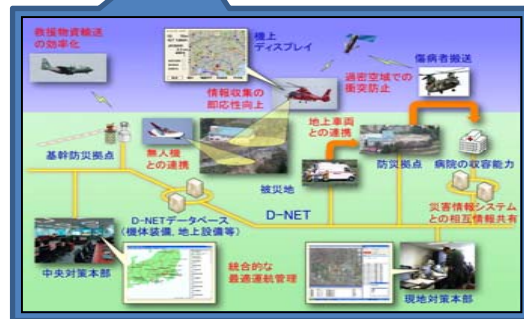 救援物資輸送
の効率化
機上
ディスプレイ
傷病者搬送
情報収集の
即応性向上
過密空域での
衝突防止
地上車両
との連携
無人機
との連携
基幹防災拠点
被災地
防災拠点
病院の収容能力
D-NETデータベース
(機体装備、地上設備等)
D-NET
災害情報システム
との相互情報共有
統合的な
最適運航管理
中央対策本部
現地対策本部